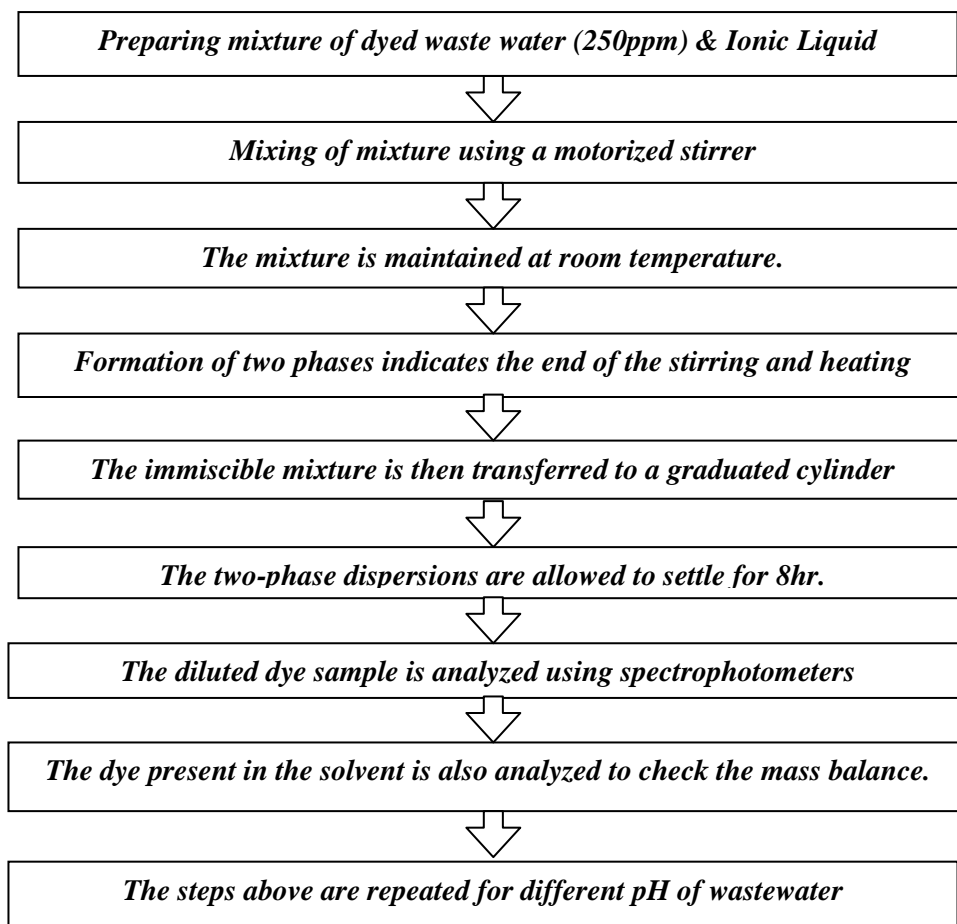 Preparing mixture of dyed waste water (250ppm) & Ionic Liquid
Mixing of mixture using a motorized stirrer
The mixture is maintained at room temperature.
Formation of two phases indicates the end of the stirring and heating
The immiscible mixture is then transferred to a graduated cylinder
The two-phase dispersions are allowed to settle for 8hr.
The diluted dye sample is analyzed using spectrophotometers
The dye present in the solvent is also analyzed to check the mass balance.
The steps above are repeated for different pH of wastewater